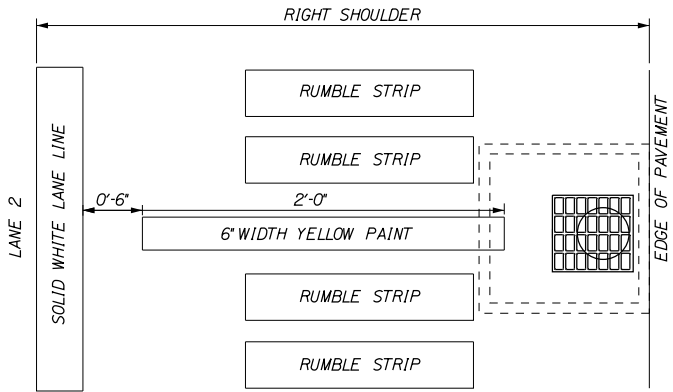 RIGHT SHOULDER
RUMBLE STRIP
RUMBLE STRIP
LANE 2
SOLID WHITE LANE LINE
0'-6"
2'-0"
6" WIDTH YELLOW PAINT
EDGE OF PAVEMENT
RUMBLE STRIP
RUMBLE STRIP